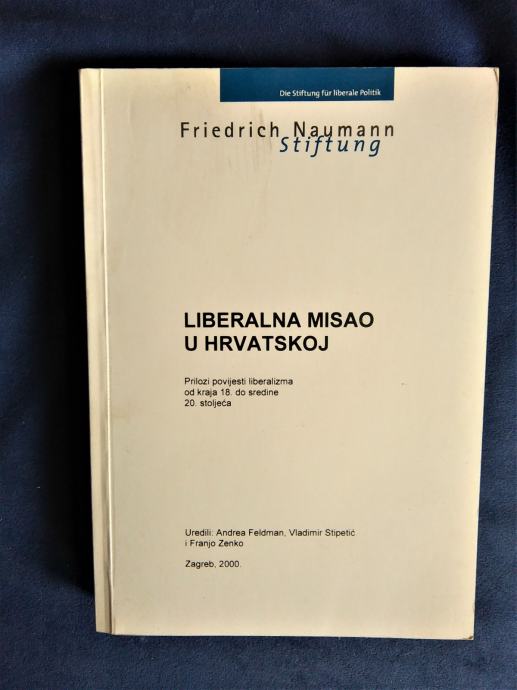 Die Stiftung für liberale Politik
Friedrich Naumann
Stiftung
LIBERALNA MISAO
U HRVATSKOJ
Prilozi povijesti liberalizma
od kraja 18. do sredine
20. stoljeća
Uredili: Andrea Feldman, Vladimir Stipetić
i Franjo Zenko
Zagreb, 2000.